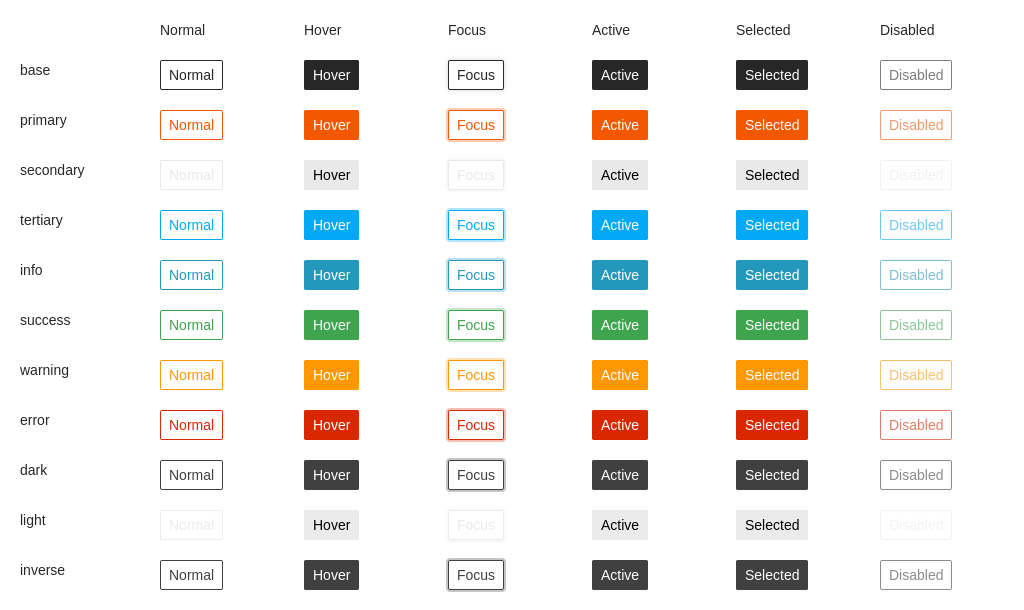 Normal Hover Focus Active Selected Disabled
base Normal Hover Focus Active Selected Disabled
primary Normal Hover Focus Active Selected Disabled
secondary Normal Hover Focus Active Selected Disabled
tertiary Normal Hover Focus Active Selected Disabled
info Normal Hover Focus Active Selected Disabled
success Normal Hover Focus Active Selected Disabled
warning Normal Hover Focus Active Selected Disabled
error Normal Hover Focus Active Selected Disabled
dark Normal Hover Focus Active Selected Disabled
light Normal Hover Focus Active Selected Disabled
inverse Normal Hover Focus Active Selected Disabled